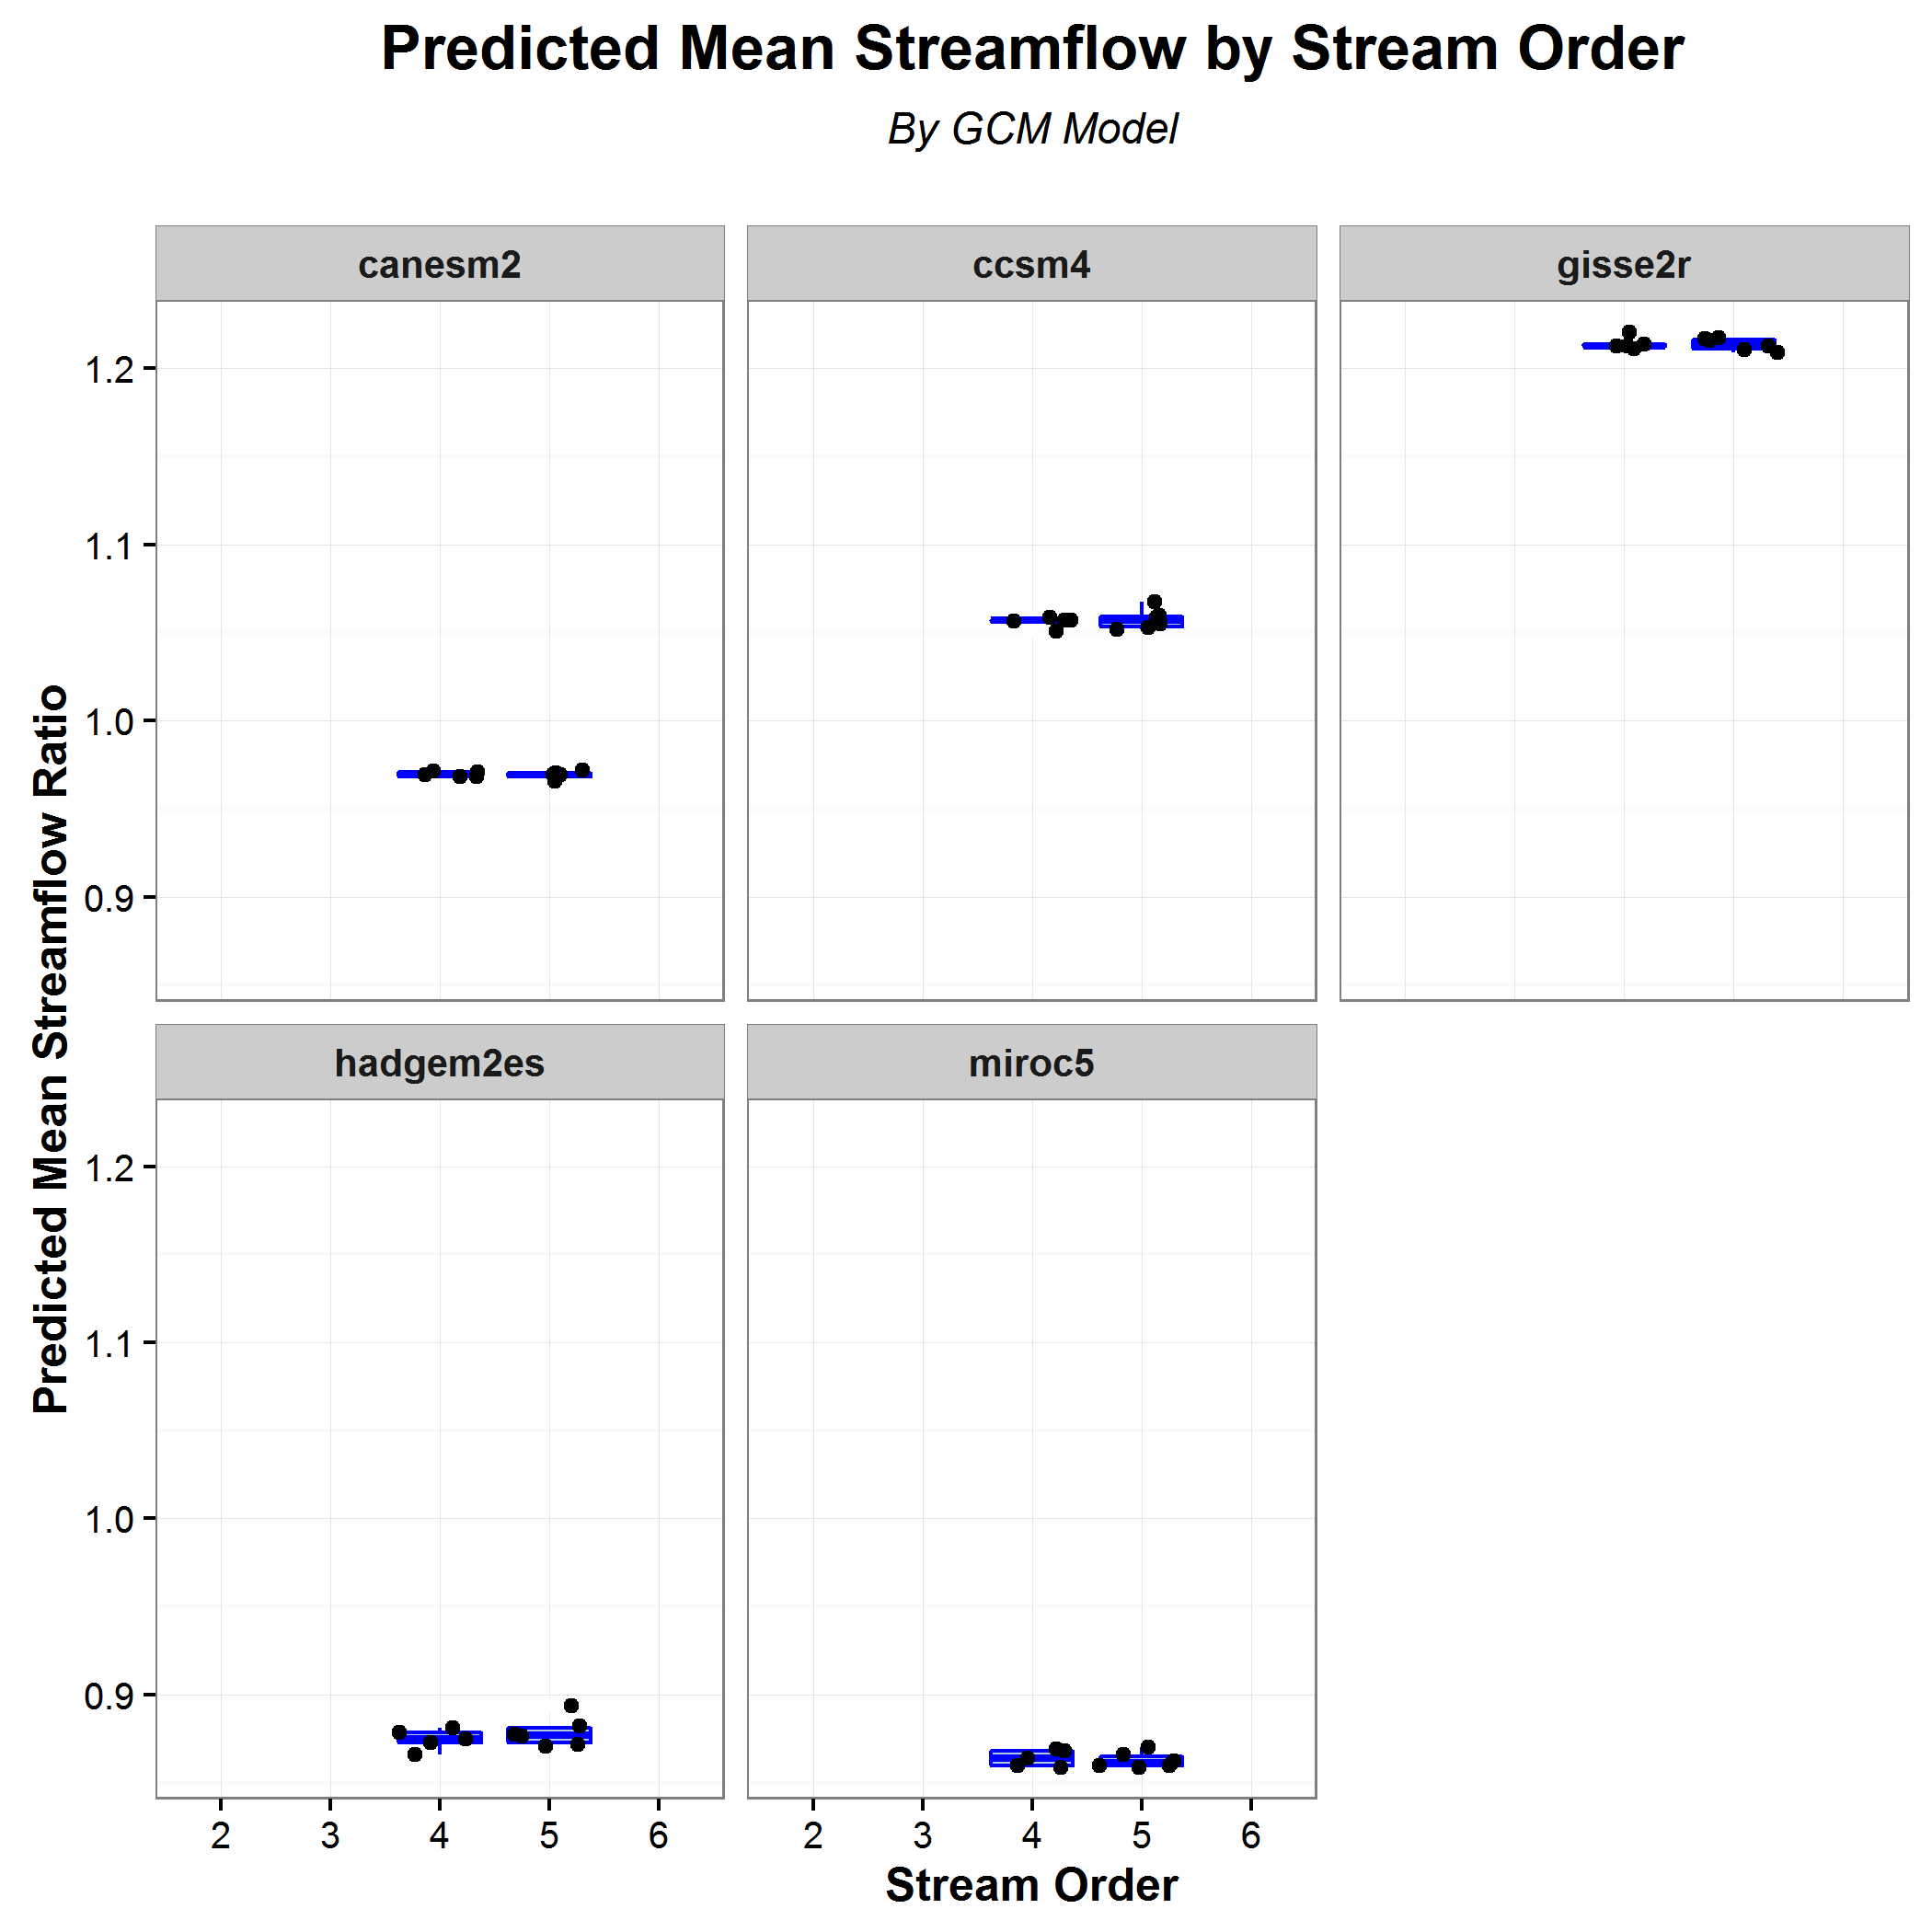 Predicted Mean Streamflow by Stream Order
By GCM Model
canesm2
ccsm4
gisse2r
1.2
1.1
1.0
0.9
Predicted Mean Streamflow Ratio
hadgem2es
miroc5
1.2
1.1
1.0
0.9
2 3 4 5 6
2 3 4 5 6
Stream Order